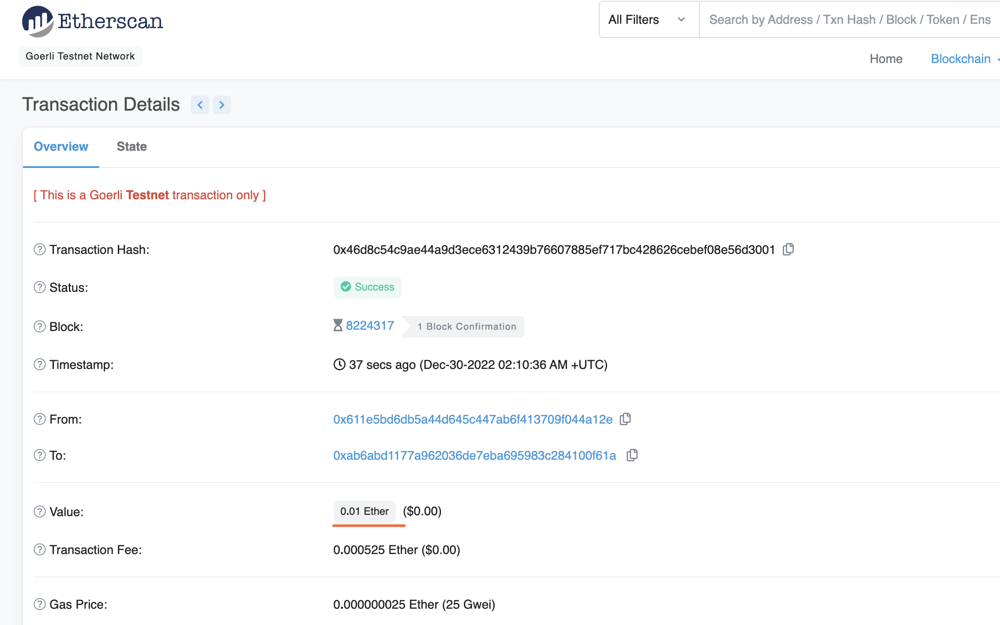 Etherscan
All Filters
Search by Address / Txn Hash / Block / Token / Ens
Goerli Testnet Network
Home
Blockchain
Transaction Details
Overview
State
[ This is a Goerli Testnet transaction only ]
Transaction Hash:
0x46d8c54c9ae44a9d3ece6312439b76607885ef717bc428626cebef08e56d3001
Status:
Success
Block:
8224317
1 Block Confirmation
Timestamp:
37 secs ago (Dec-30-2022 02:10:36 AM +UTC)
From:
0x611e5bd6db5a44d645c447ab6f413709f044a12e
To:
0xab6abd1177a962036de7eba695983c284100f61a
Value:
0.01 Ether ($0.00)
Transaction Fee:
0.000525 Ether ($0.00)
Gas Price:
0.000000025 Ether (25 Gwei)